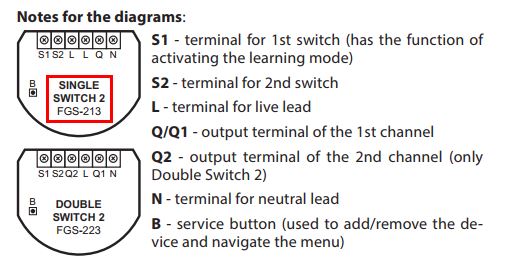 Notes for the diagrams:
S1 S2 L L Q N
B
SINGLE
SWITCH 2
FGS-213
S1 - terminal for 1st switch (has the function of
activating the learning mode)
S2 - terminal for 2nd switch
L - terminal for live lead
Q/Q1 - output terminal of the 1st channel
Q2 - output terminal of the 2nd channel (only
Double Switch 2)
N - terminal for neutral lead
B - service button (used to add/remove the de-
vice and navigate the menu)
S1 S2 Q2 L Q1 N
B
DOUBLE
SWITCH 2
FGS-223